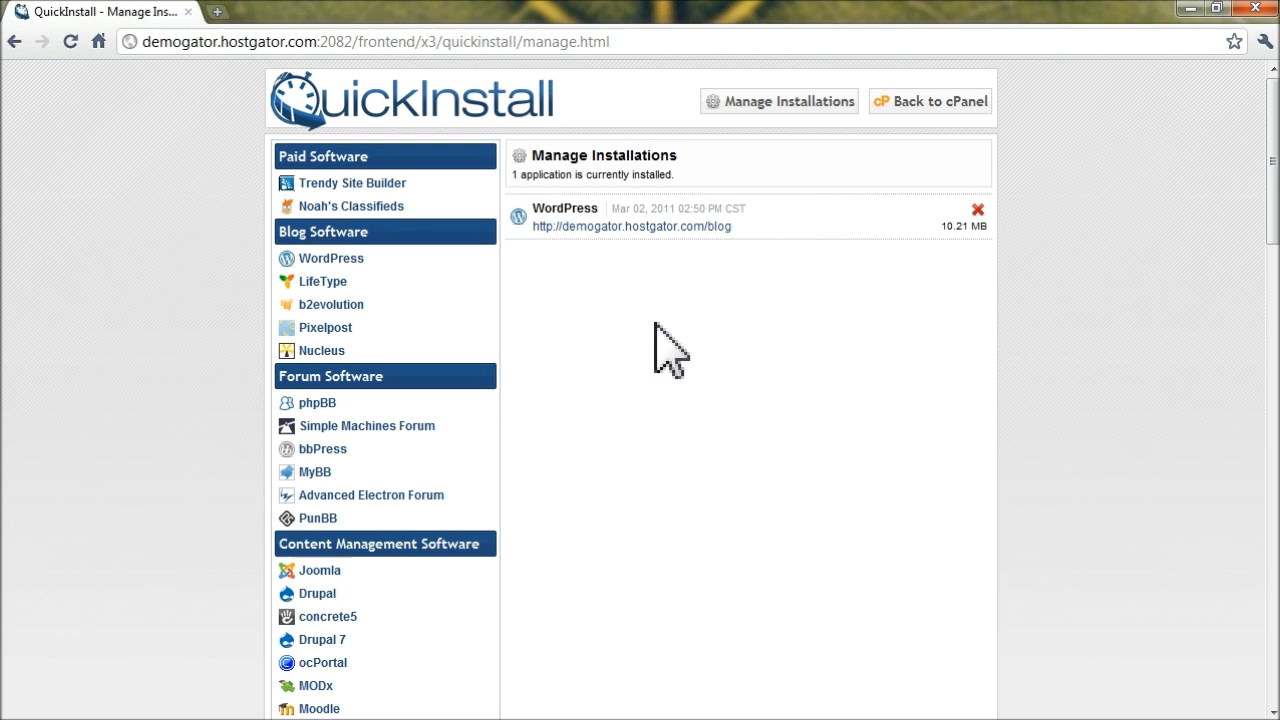 QuickInstall - Manage Ins...
demogator.hostgator.com:2082/frontend/x3/quickinstall/manage.html
QuickInstall
Manage Installations
cP Back to cPanel
Paid Software
Trendy Site Builder
Noah's Classifieds
Blog Software
WordPress
LifeType
b2evolution
Pixelpost
Nucleus
Forum Software
phpBB
Simple Machines Forum
bbPress
MyBB
Advanced Electron Forum
PunBB
Content Management Software
Joomla
Drupal
concrete5
Drupal 7
ocPortal
MODx
Moodle
Manage Installations
1 application is currently installed.
WordPress Mar 02, 2011 02:50 PM CST
http://demogator.hostgator.com/blog 10.21 MB